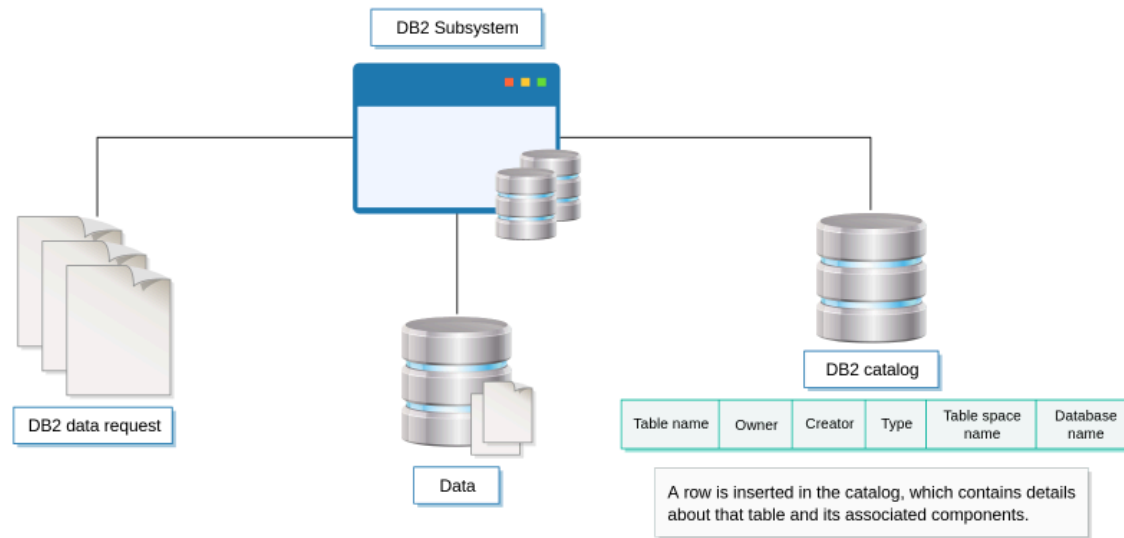 DB2 Subsystem
DB2 data request
Data
DB2 catalog
Table name Owner Creator Type Table space name Database name
A row is inserted in the catalog, which contains details
about that table and its associated components.